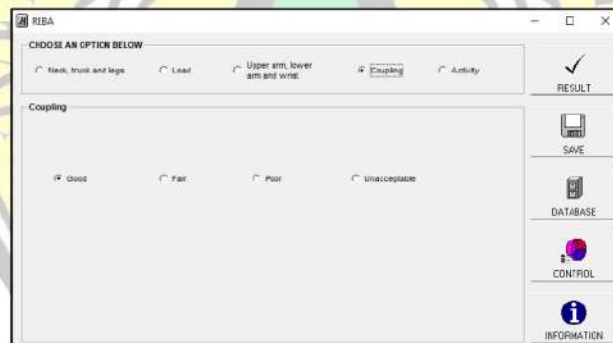 REBA
CHOOSE AN OPTION BELOW
Neck, trunk and legs
Load
Upper arm, lower
arm and wrist
Coupling
Activity
RESULT
Coupling
SAVE
Good
Fair
Poor
Unacceptable
DATABASE
CONTROL
INFORMATION